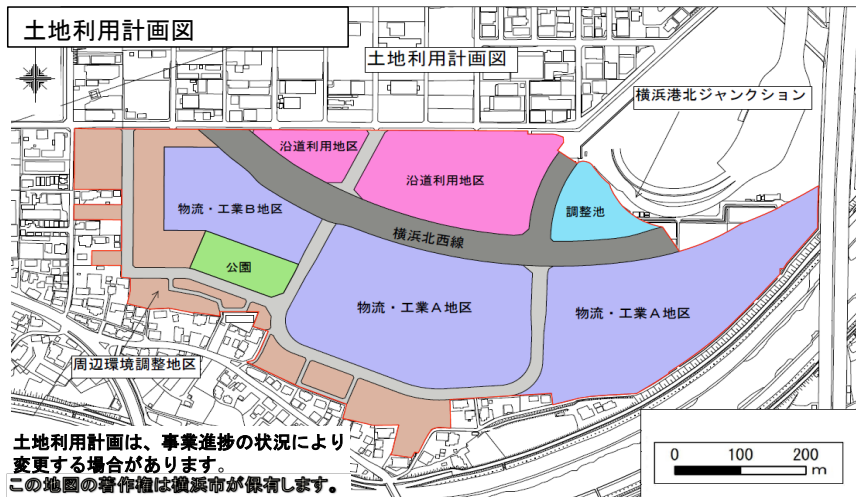 土地利用計画図
土地利用計画図
横浜港北ジャンクション
沿道利用地区
沿道利用地区
物流・工業B地区
調整池
横浜北西線
公園
物流・工業A地区
物流・工業A地区
周辺環境調整地区
土地利用計画は、事業進捗の状況により
変更する場合があります。
この地図の著作権は横浜市が保有します。
0 100 200
m